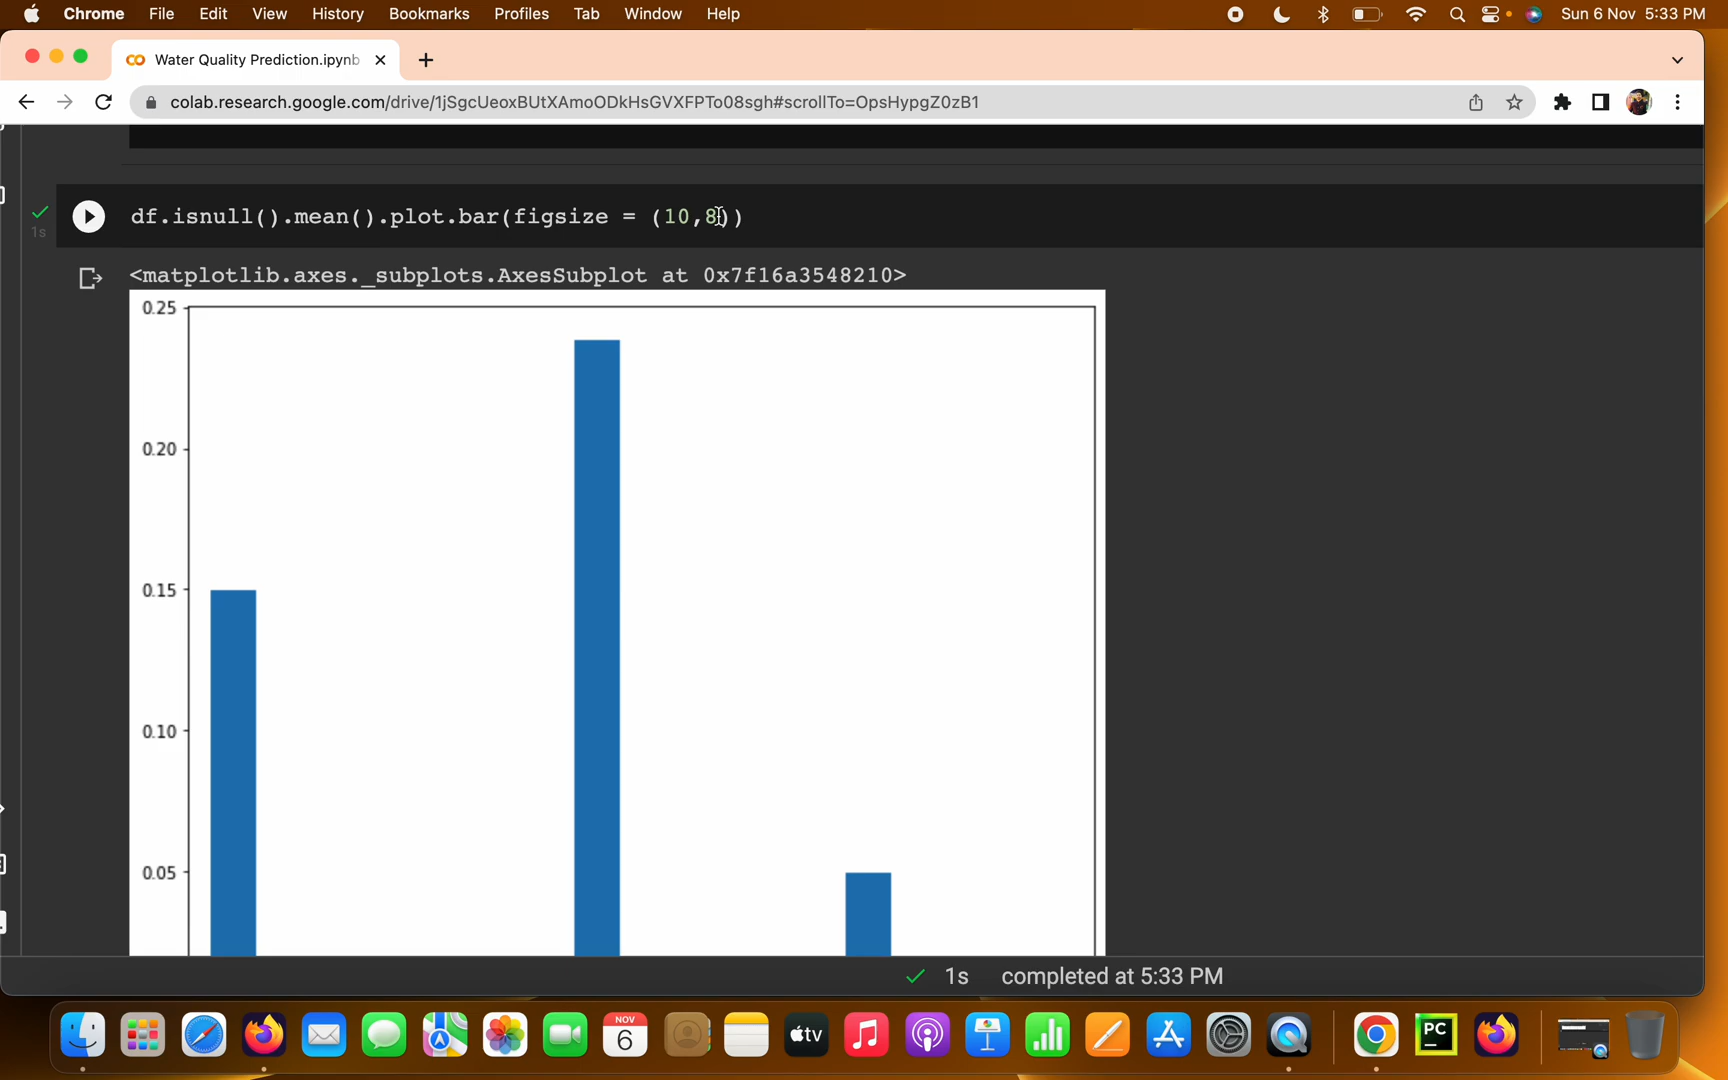 Chrome File Edit View History Bookmarks Profiles Tab Window Help Sun 6 Nov 5:33 PM
Water Quality Prediction.ipynb
colab.research.google.com/drive/1jSgcUeoxBUtXAmoODkHsGVXFPTo08sgh#scrollTo=OpsHypgZ0zB1
df.isnull().mean().plot.bar(figsize = (10,8))
1s
<matplotlib.axes._subplots.AxesSubplot at 0x7f16a3548210>
0.25
0.20
0.15
0.10
0.05
1s completed at 5:33 PM
NOV
6
tv
PC